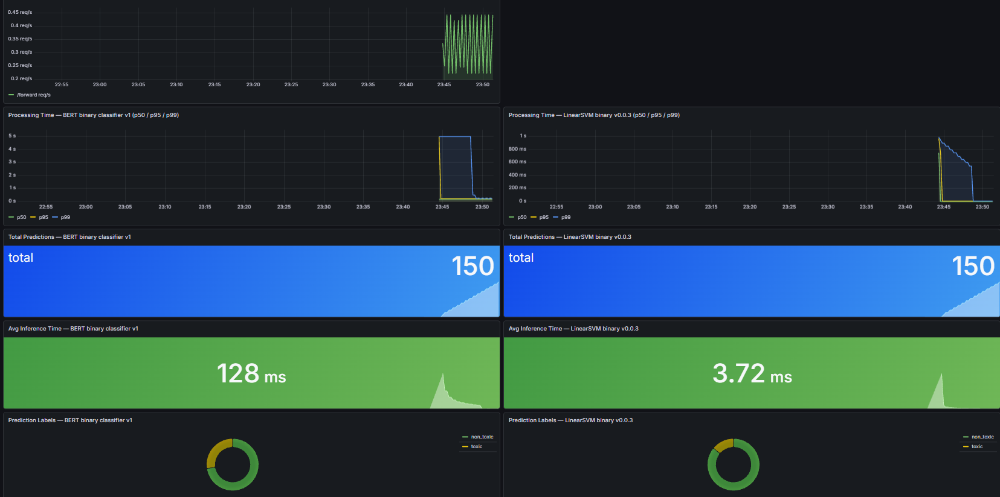 0.45 req/s
0.4 req/s
0.35 req/s
0.3 req/s
0.25 req/s
0.2 req/s
22:55 23:00 23:05 23:10 23:15 23:20 23:25 23:30 23:35 23:40 23:45 23:50
/forward req/s
Processing Time — BERT binary classifier v1 (p50 / p95 / p99)
5 s
4 s
3 s
2 s
1 s
0 s
22:55 23:00 23:05 23:10 23:15 23:20 23:25 23:30 23:35 23:40 23:45 23:50
p50 p95 p99
Processing Time — LinearSVM binary v0.0.3 (p50 / p95 / p99)
1 s
800 ms
600 ms
400 ms
200 ms
0 s
22:55 23:00 23:05 23:10 23:15 23:20 23:25 23:30 23:35 23:40 23:45 23:50
p50 p95 p99
Total Predictions — BERT binary classifier v1
total
150
Total Predictions — LinearSVM binary v0.0.3
total
150
Avg Inference Time — BERT binary classifier v1
128 ms
Avg Inference Time — LinearSVM binary v0.0.3
3.72 ms
Prediction Labels — BERT binary classifier v1
non_toxic
toxic
Prediction Labels — LinearSVM binary v0.0.3
non_toxic
toxic